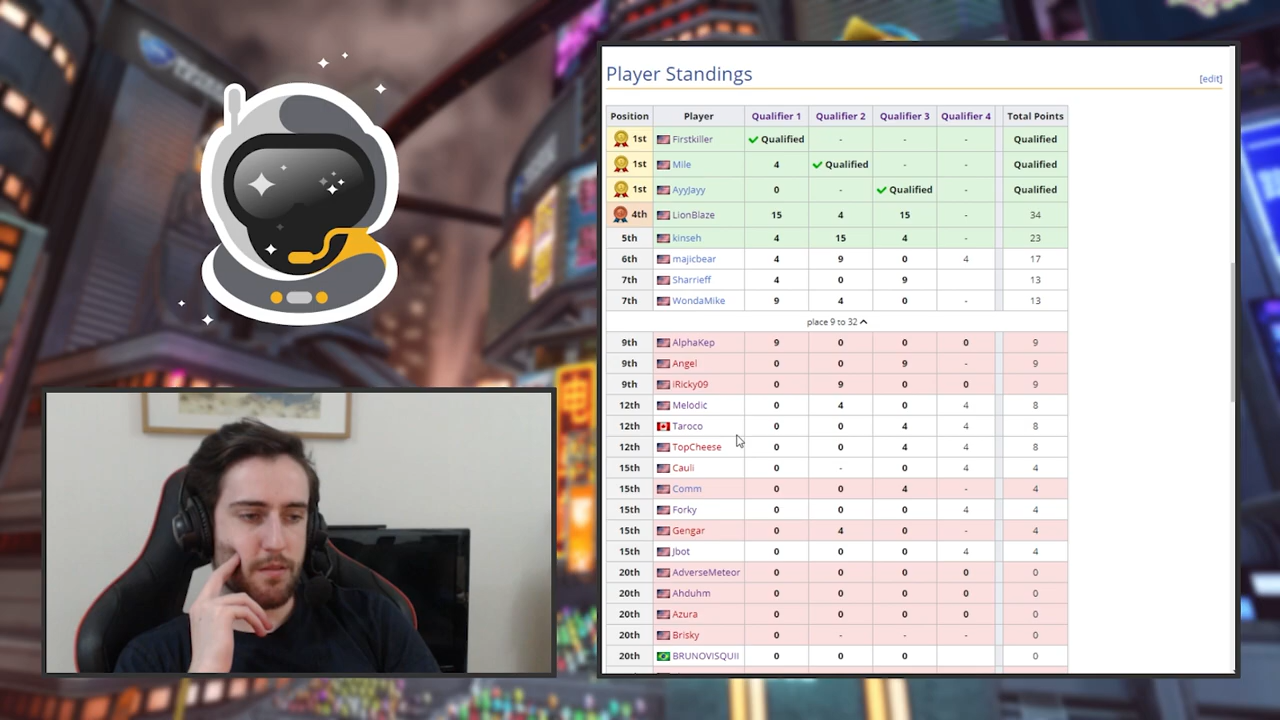 Player Standings [edit]
Position Player Qualifier 1 Qualifier 2 Qualifier 3 Qualifier 4 Total Points
1st Firstkiller Qualified - - - Qualified
1st Mile 4 Qualified - - Qualified
1st AyyJayy 0 - Qualified - Qualified
4th LionBlaze 15 4 15 - 34
5th kinseh 4 15 4 - 23
6th majicbear 4 9 0 4 17
7th Sharrieff 4 0 9 13
7th WondaMike 9 4 0 - 13
place 9 to 32
9th AlphaKep 9 0 0 0 9
9th Angel 0 0 9 - 9
9th iRicky09 0 9 0 0 9
12th Melodic 0 4 0 4 8
12th Taroco 0 0 4 4 8
12th TopCheese 0 0 4 4 8
15th Cauli 0 - 0 4 4
15th Comm 0 0 4 - 4
15th Forky 0 0 0 4 4
15th Gengar 0 4 0 - 4
15th Jbot 0 0 0 4 4
20th AdverseMeteor 0 0 0 0 0
20th Ahduhm 0 0 0 0 0
20th Azura 0 0 0 0 0
20th Brisky 0 - - - 0
20th BRUNOVISQUII 0 0 0 0